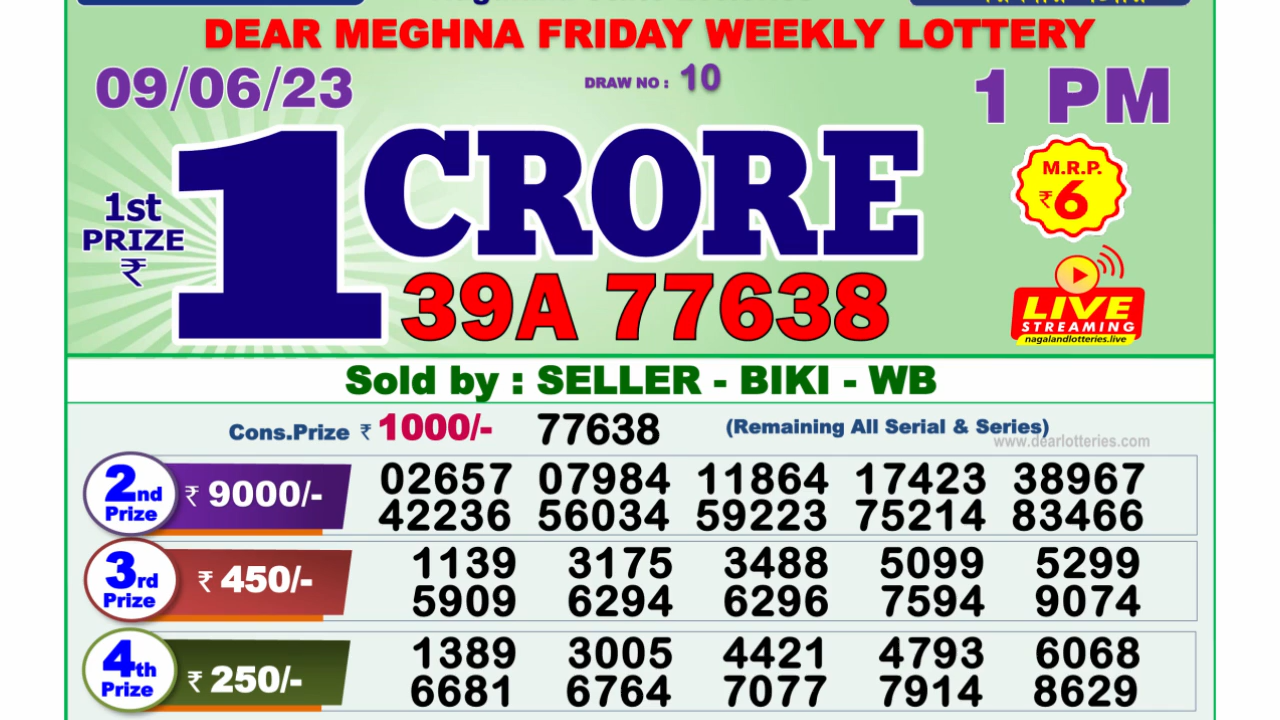 DEAR MEGHNA FRIDAY WEEKLY LOTTERY
09/06/23
DRAW NO : 10
1 PM
1st
PRIZE
₹
1 CRORE
39A 77638
M.R.P.
₹6
LIVE
STREAMING
nagalandlotteries.live
Sold by : SELLER - BIKI - WB
Cons.Prize ₹ 1000/- 77638 (Remaining All Serial & Series)
www.dearlotteries.com
2nd Prize ₹ 9000/-
02657 07984 11864 17423 38967
42236 56034 59223 75214 83466
3rd Prize ₹ 450/-
1139 3175 3488 5099 5299
5909 6294 6296 7594 9074
4th Prize ₹ 250/-
1389 3005 4421 4793 6068
6681 6764 7077 7914 8629